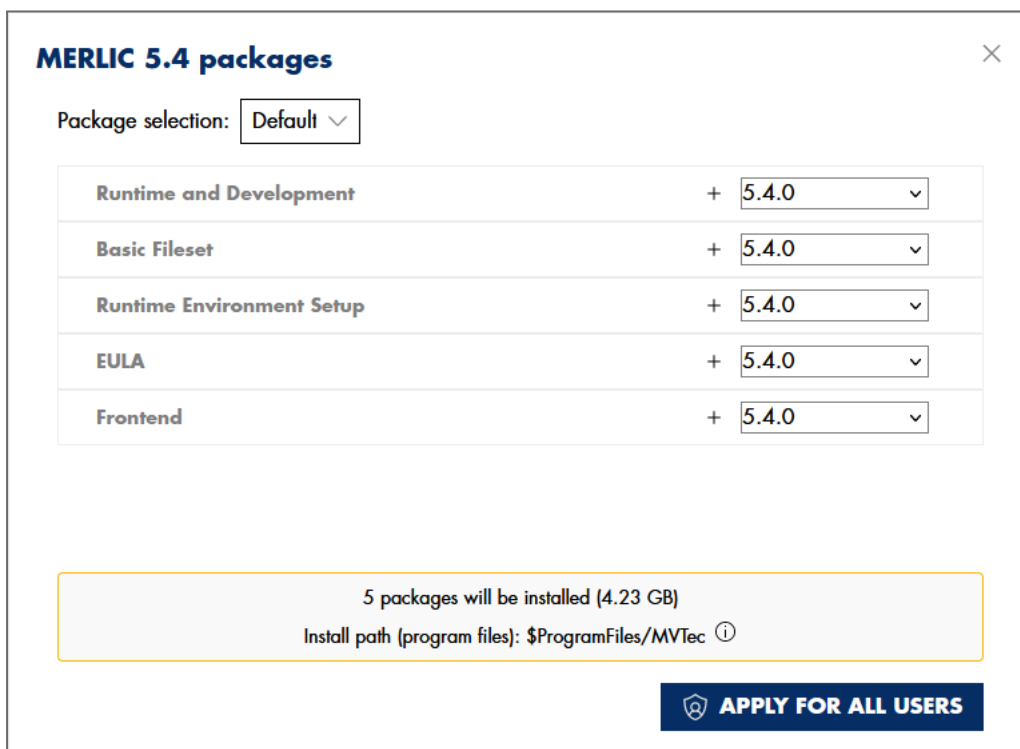 MERLIC 5.4 packages
Package selection: Default
Runtime and Development + 5.4.0
Basic Fileset + 5.4.0
Runtime Environment Setup + 5.4.0
EULA + 5.4.0
Frontend + 5.4.0
5 packages will be installed (4.23 GB)
Install path (program files): $ProgramFiles/MVTec
APPLY FOR ALL USERS